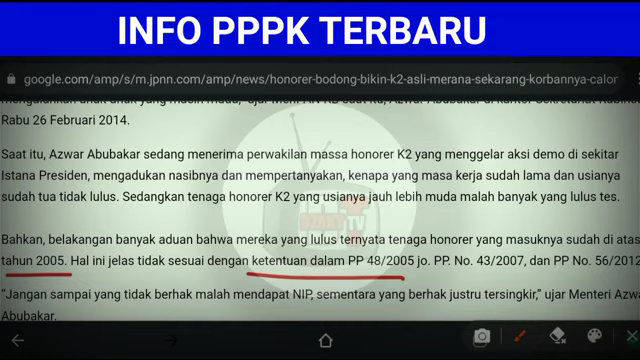 INFO PPPK TERBARU
google.com/amp/s/m.jpnn.com/amp/news/honorer-bodong-bikin-k2-asli-merana-sekarang-korbannya-calor
Rabu 26 Februari 2014.
Saat itu, Azwar Abubakar sedang menerima perwakilan massa honorer K2 yang menggelar aksi demo di sekitar
Istana Presiden, mengadukan nasibnya dan mempertanyakan, kenapa yang masa kerja sudah lama dan usianya
sudah tua tidak lulus. Sedangkan tenaga honorer K2 yang usianya jauh lebih muda malah banyak yang lulus tes.
Bahkan, belakangan banyak aduan bahwa mereka yang lulus ternyata tenaga honorer yang masuknya sudah di atas
tahun 2005. Hal ini jelas tidak sesuai dengan ketentuan dalam PP 48/2005 jo. PP. No. 43/2007, dan PP No. 56/2012
"Jangan sampai yang tidak berhak malah mendapat NIP, sementara yang berhak justru tersingkir," ujar Menteri Azwa
Abubakar.